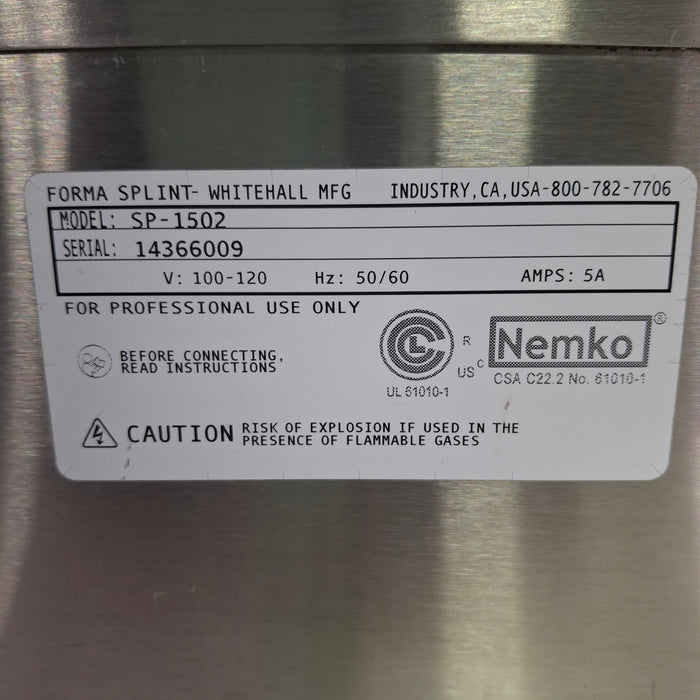 FORMA SPLINT- WHITEHALL MFG INDUSTRY,CA,USA-800-782-7706
MODEL: SP-1502
SERIAL: 14366009
V: 100-120 Hz: 50/60 AMPS: 5A
FOR PROFESSIONAL USE ONLY
BEFORE CONNECTING,
READ INSTRUCTIONS
R
C US
UL 61010-1
Nemko ®
CSA C22.2 No. 61010-1
CAUTION RISK OF EXPLOSION IF USED IN THE
PRESENCE OF FLAMMABLE GASES